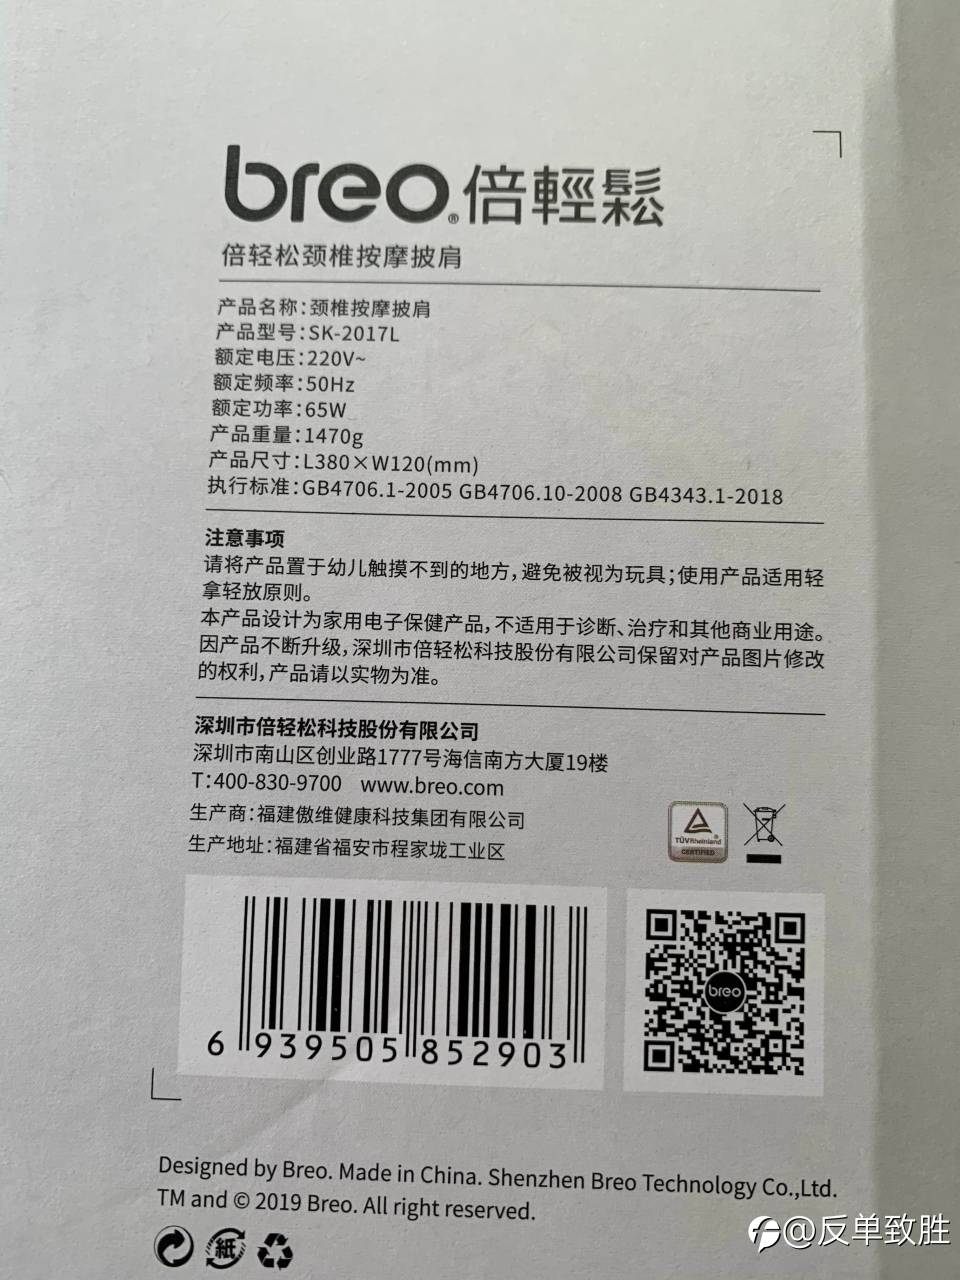 breo®倍輕鬆
倍轻松颈椎按摩披肩
产品名称:颈椎按摩披肩
产品型号:SK-2017L
额定电压:220V~
额定频率:50Hz
额定功率:65W
产品重量:1470g
产品尺寸:L380×W120(mm)
执行标准:GB4706.1-2005 GB4706.10-2008 GB4343.1-2018
注意事项
请将产品置于幼儿触摸不到的地方,避免被视为玩具;使用产品适用轻
拿轻放原则。
本产品设计为家用电子保健产品,不适用于诊断、治疗和其他商业用途。
因产品不断升级,深圳市倍轻松科技股份有限公司保留对产品图片修改
的权利,产品请以实物为准。
深圳市倍轻松科技股份有限公司
深圳市南山区创业路1777号海信南方大厦19楼
T:400-830-9700 www.breo.com
生产商:福建傲维健康科技集团有限公司
生产地址:福建省福安市程家垅工业区
TÜVRheinland®
CERTIFIED
6 939505 852903
breo
Designed by Breo. Made in China. Shenzhen Breo Technology Co.,Ltd.
TM and © 2019 Breo. All right reserved.
紙
@反单致胜